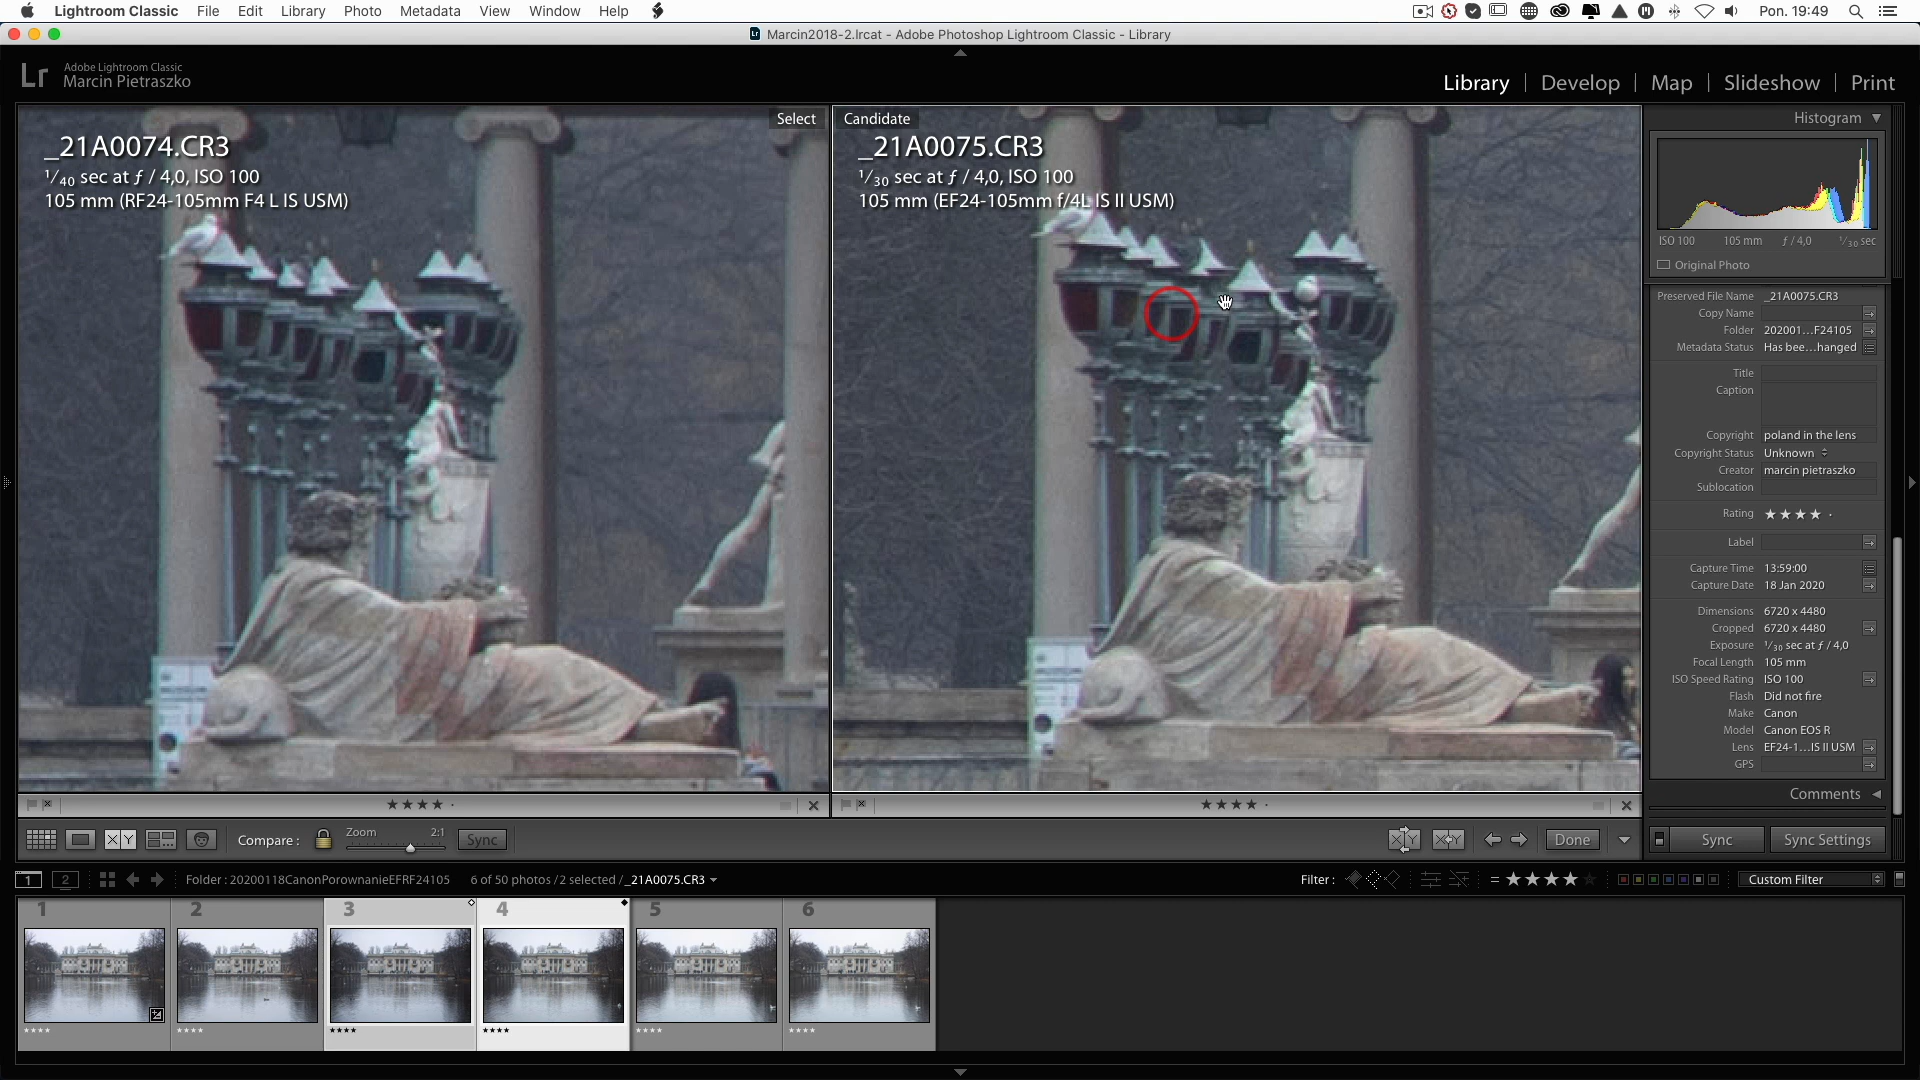 Lightroom Classic File Edit Library Photo Metadata View Window Help Pon. 19:49
Lr Marcin2018-2.lrcat - Adobe Photoshop Lightroom Classic - Library
Lr Adobe Lightroom Classic
Marcin Pietraszko
Library | Develop | Map | Slideshow | Print
Select
_21A0074.CR3
1/40 sec at ƒ / 4,0, ISO 100
105 mm (RF24-105mm F4 L IS USM)
Candidate
_21A0075.CR3
1/30 sec at ƒ / 4,0, ISO 100
105 mm (EF24-105mm f/4L IS II USM)
Histogram
ISO 100 105 mm ƒ / 4,0 1/30 sec
Original Photo
Preserved File Name _21A0075.CR3
Copy Name
Folder 202001...F24105
Metadata Status Has bee...hanged
Title
Caption
Copyright poland in the lens
Copyright Status Unknown
Creator marcin pietraszko
Sublocation
Rating ★★★★ ·
Label
Capture Time 13:59:00
Capture Date 18 Jan 2020
Dimensions 6720 x 4480
Cropped 6720 x 4480
Exposure 1/30 sec at ƒ / 4,0
Focal Length 105 mm
ISO Speed Rating ISO 100
Flash Did not fire
Make Canon
Model Canon EOS R
Lens EF24-1...IS II USM
GPS
Comments
★★★★ ·
★★★★ ·
X Y Compare : Zoom 2:1 Sync
X Y X Y Done
Sync Sync Settings
1 2 Folder : 20200118CanonPorownanieEFRF24105 6 of 50 photos / 2 selected / _21A0075.CR3
Filter : = ★★★★★ Custom Filter
1 2 3 4 5 6
★★★★ ★★★★ ★★★★ ★★★★ ★★★★ ★★★★